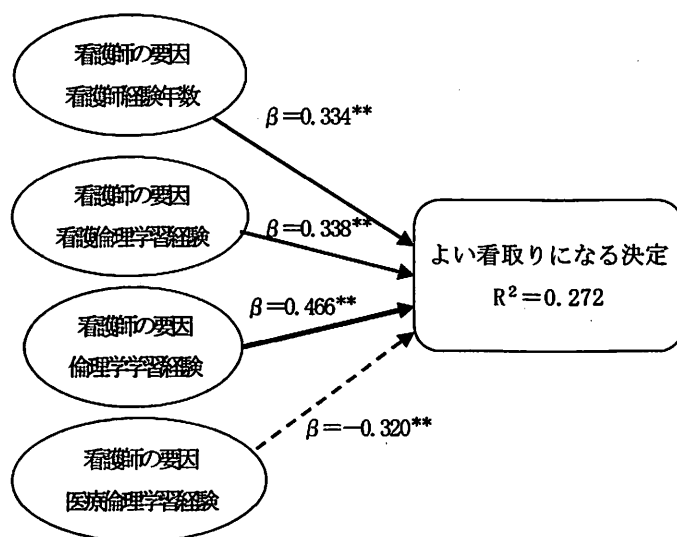 看護師の要因
看護師経験年数
β＝0.334**
看護師の要因
看護倫理学習経験
β＝0.338**
よい看取りになる決定
R²＝0.272
β＝0.466**
看護師の要因
倫理学学習経験
β＝−0.320**
看護師の要因
医療倫理学習経験